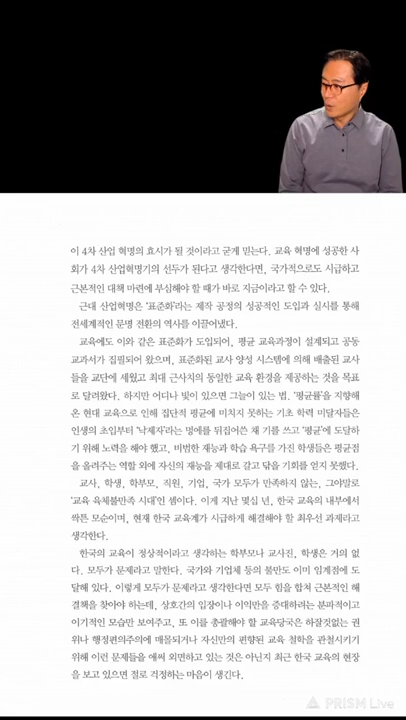 이 4차 산업 혁명의 효시가 될 것이라고 굳게 믿는다. 교육 혁명에 성공한 사
회가 4차 산업혁명기의 선두가 된다고 생각한다면, 국가적으로도 시급하고
근본적인 대책 마련에 부심해야 할 때가 바로 지금이라고 할 수 있다.
근대 산업혁명은 '표준화'라는 제작 공정의 성공적인 도입과 실시를 통해
전세계적인 문명 전환의 역사를 이끌어냈다.
교육에도 이와 같은 표준화가 도입되어, 평균 교육과정이 설계되고 공동
교과서가 집필되어 왔으며, 표준화된 교사 양성 시스템에 의해 배출된 교사
들을 교단에 세웠고 최대 근사치의 동일한 교육 환경을 제공하는 것을 목표
로 달려왔다. 하지만 어디나 빛이 있으면 그늘이 있는 법. '평균률'을 지향해
온 현대 교육으로 인해 집단적 평균에 미치지 못하는 기초 학력 미달자들은
인생의 초입부터 '낙제자'라는 멍에를 뒤집어쓴 채 기를 쓰고 '평균'에 도달하
기 위해 노력을 해야 했고, 비범한 재능과 학습 욕구를 가진 학생들은 평균점
을 올려주는 역할 외에 자신의 재능을 제대로 갈고 닦을 기회를 얻지 못했다.
교사, 학생, 학부모, 직원, 기업, 국가 모두가 만족하지 않는, 그야말로
'교육 욕체불만족 시대'인 셈이다. 이게 지난 몇십 년, 한국 교육의 내부에서
싹튼 모순이며, 현재 한국 교육계가 시급하게 해결해야 할 최우선 과제라고
생각한다.
한국의 교육이 정상적이라고 생각하는 학부모나 교사진, 학생은 거의 없
다. 모두가 문제라고 말한다. 국가와 기업체 등의 불만도 이미 임계점에 도
달해 있다. 이렇게 모두가 문제라고 생각한다면 모두 힘을 합쳐 근본적인 해
결책을 찾아야 하는데, 상호간의 입장이나 이익만을 증대하려는 분파적이고
이기적인 모습만 보여주고, 또 이를 총괄해야 할 교육당국은 하잘것없는 권
위나 행정편의주의에 매몰되거나 자신만의 편향된 교육 철학을 관철시키기
위해 이런 문제들을 애써 외면하고 있는 것은 아닌지 최근 한국 교육의 현장
을 보고 있으면 절로 걱정하는 마음이 생긴다.
PRISM Live